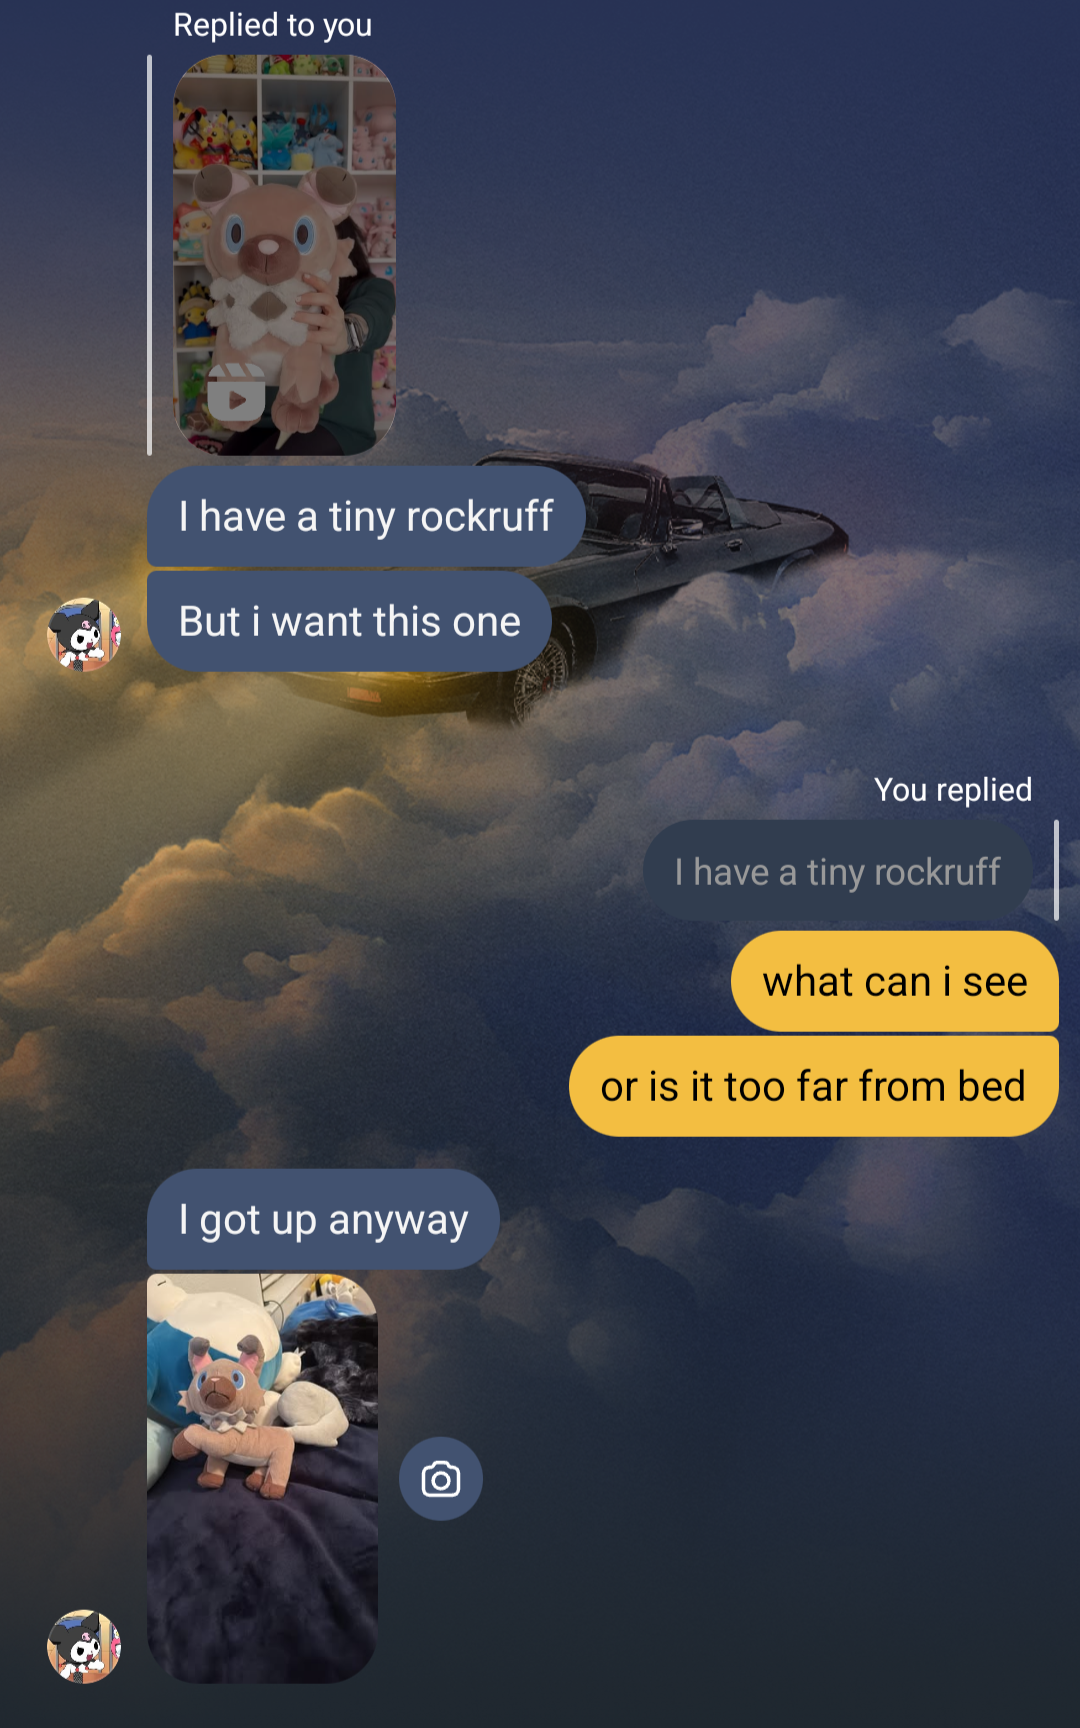 Replied to you
I have a tiny rockruff
But i want this one
You replied
I have a tiny rockruff
what can i see
or is it too far from bed
I got up anyway